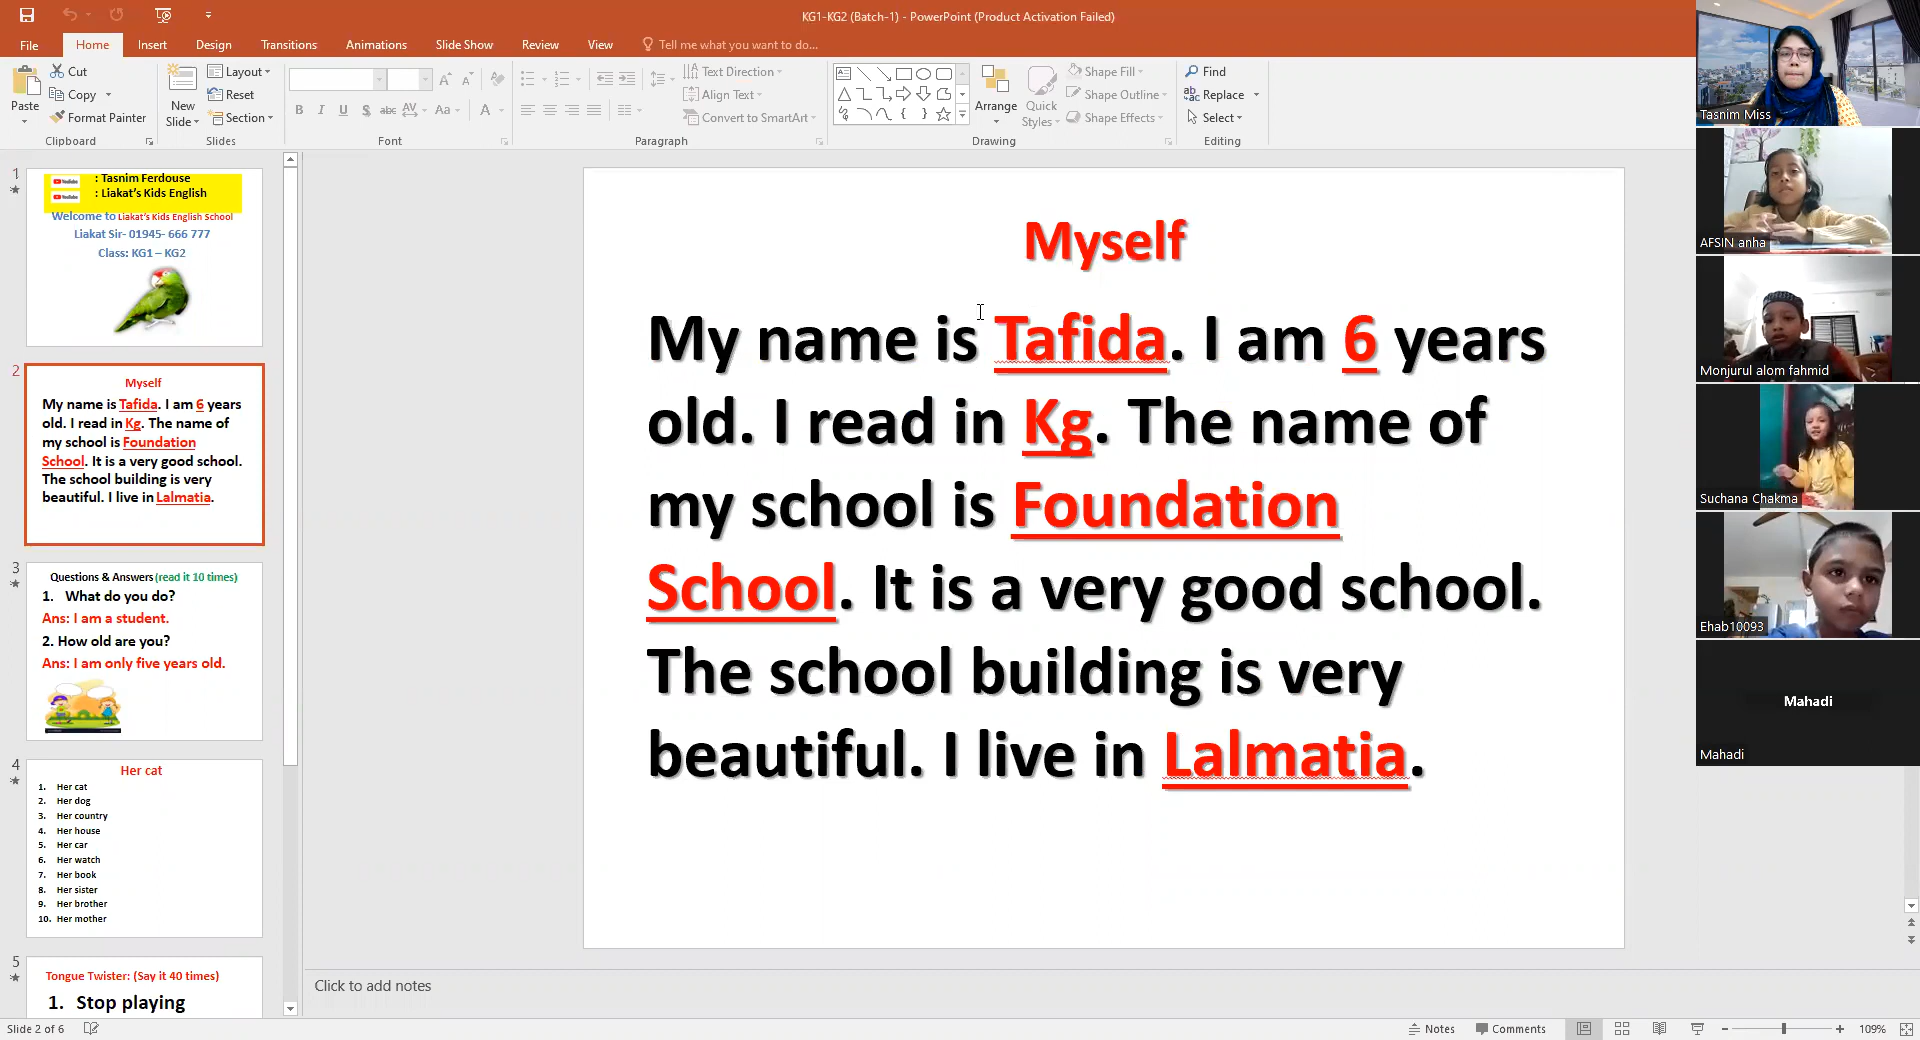 KG1-KG2 (Batch-1) - PowerPoint (Product Activation Failed)
File Home Insert Design Transitions Animations Slide Show Review View Tell me what you want to do...
Paste
Cut
Copy
Format Painter
Clipboard
New Slide
Layout
Reset
Section
Slides
B I U S abc AV Aa A
Font
Text Direction
Align Text
Convert to SmartArt
Paragraph
Arrange
Quick Styles
Shape Fill
Shape Outline
Shape Effects
Drawing
Find
Replace
Select
Editing
1
YouTube : Tasnim Ferdouse
YouTube : Liakat's Kids English
Welcome to Liakat's Kids English School
Liakat Sir- 01945- 666 777
Class: KG1 – KG2
2
Myself
My name is Tafida. I am 6 years
old. I read in Kg. The name of
my school is Foundation
School. It is a very good school.
The school building is very
beautiful. I live in Lalmatia.
3
Questions & Answers (read it 10 times)
1. What do you do?
Ans: I am a student.
2. How old are you?
Ans: I am only five years old.
4
Her cat
1. Her cat
2. Her dog
3. Her country
4. Her house
5. Her car
6. Her watch
7. Her book
8. Her sister
9. Her brother
10. Her mother
5
Tongue Twister: (Say it 40 times)
1. Stop playing
Myself
My name is Tafida. I am 6 years
old. I read in Kg. The name of
my school is Foundation
School. It is a very good school.
The school building is very
beautiful. I live in Lalmatia.
Click to add notes
Tasnim Miss
AFSIN anha
Monjurul alom fahmid
Suchana Chakma
Ehab10093
Mahadi
Mahadi
Slide 2 of 6
Notes
Comments
109%